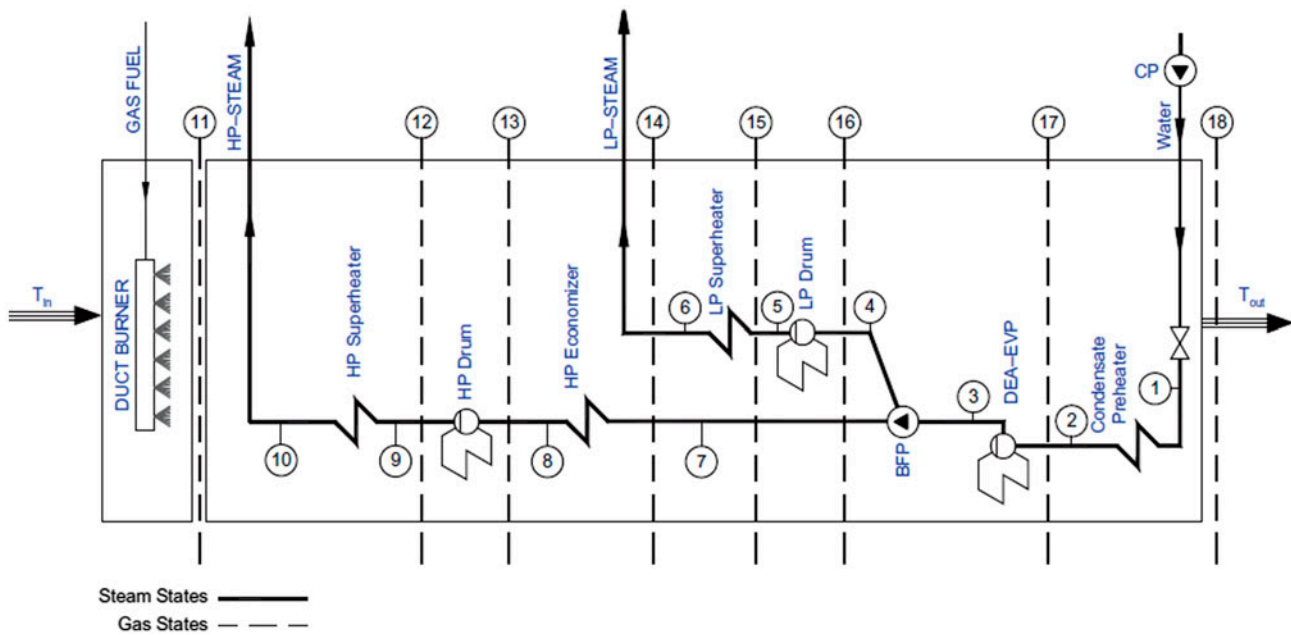 GAS FUEL
HP–STEAM
LP–STEAM
CP
Water
11
12
13
14
15
16
17
18
T_in
DUCT BURNER
HP Superheater
HP Drum
HP Economizer
LP Superheater
LP Drum
DEA–EVP
Condensate
Preheater
T_out
6
5
4
3
2
1
10
9
8
7
BFP
Steam States
Gas States